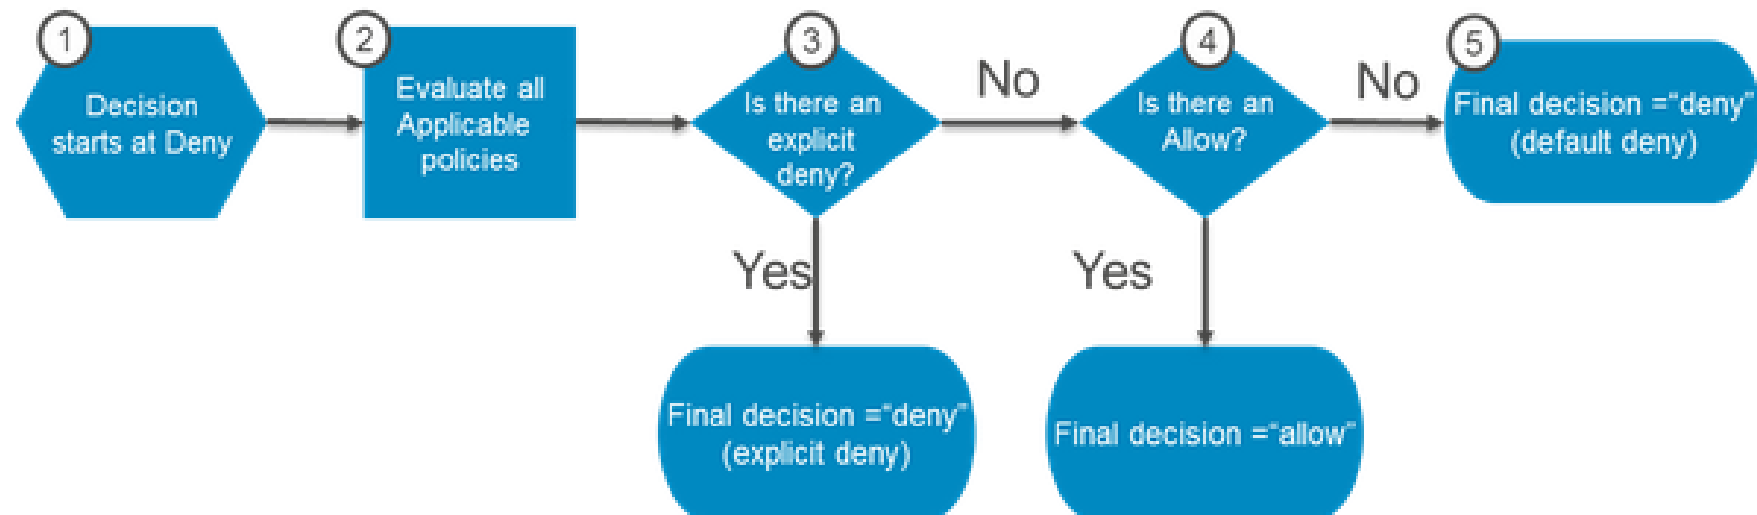 1
Decision
starts at Deny
2
Evaluate all
Applicable
policies
3
Is there an
explicit
deny?
No
4
Is there an
Allow?
No
5
Final decision ="deny"
(default deny)
Yes
Yes
Final decision ="deny"
(explicit deny)
Final decision ="allow"